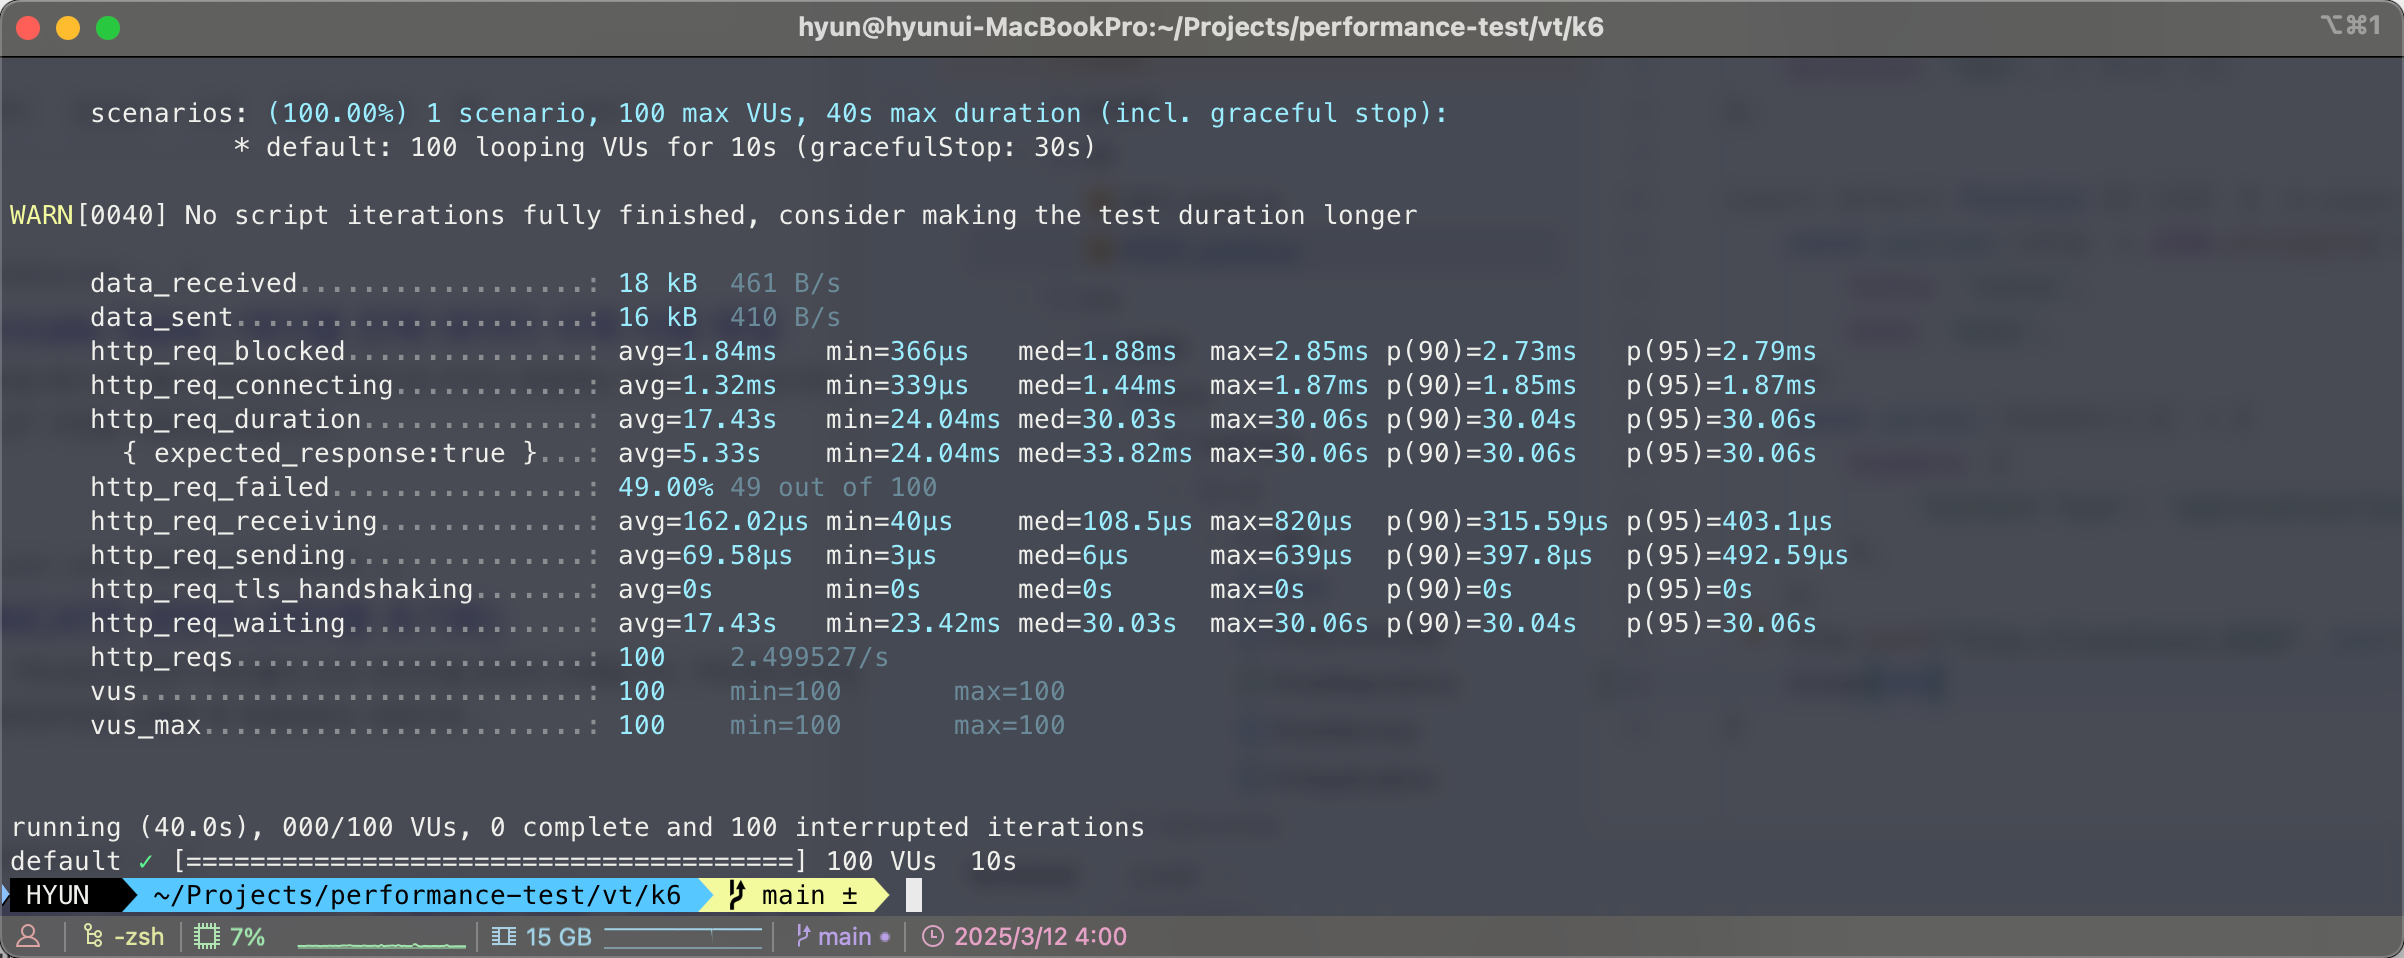 hyun@hyunui-MacBookPro:~/Projects/performance-test/vt/k6 ⌥⌘1
scenarios: (100.00%) 1 scenario, 100 max VUs, 40s max duration (incl. graceful stop):
* default: 100 looping VUs for 10s (gracefulStop: 30s)
WARN[0040] No script iterations fully finished, consider making the test duration longer
data_received..................: 18 kB 461 B/s
data_sent......................: 16 kB 410 B/s
http_req_blocked...............: avg=1.84ms min=366µs med=1.88ms max=2.85ms p(90)=2.73ms p(95)=2.79ms
http_req_connecting............: avg=1.32ms min=339µs med=1.44ms max=1.87ms p(90)=1.85ms p(95)=1.87ms
http_req_duration..............: avg=17.43s min=24.04ms med=30.03s max=30.06s p(90)=30.04s p(95)=30.06s
{ expected_response:true }...: avg=5.33s min=24.04ms med=33.82ms max=30.06s p(90)=30.06s p(95)=30.06s
http_req_failed................: 49.00% 49 out of 100
http_req_receiving.............: avg=162.02µs min=40µs med=108.5µs max=820µs p(90)=315.59µs p(95)=403.1µs
http_req_sending...............: avg=69.58µs min=3µs med=6µs max=639µs p(90)=397.8µs p(95)=492.59µs
http_req_tls_handshaking.......: avg=0s min=0s med=0s max=0s p(90)=0s p(95)=0s
http_req_waiting...............: avg=17.43s min=23.42ms med=30.03s max=30.06s p(90)=30.04s p(95)=30.06s
http_reqs......................: 100 2.499527/s
vus............................: 100 min=100 max=100
vus_max........................: 100 min=100 max=100
running (40.0s), 000/100 VUs, 0 complete and 100 interrupted iterations
default ✓ [======================================] 100 VUs 10s
HYUN ~/Projects/performance-test/vt/k6 main ±
-zsh 7% 15 GB main 2025/3/12 4:00